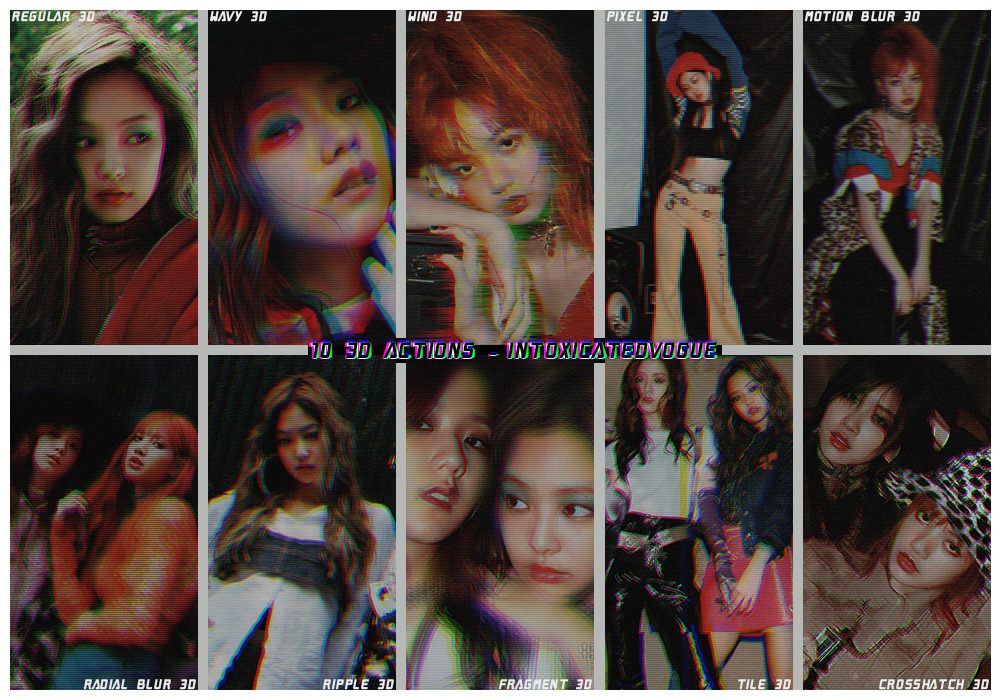 REGULAR 3D
WAVY 3D
WIND 3D
PIXEL 3D
MOTION BLUR 3D
10 3D ACTIONS - INTOXICATEDVOGUE
RADIAL BLUR 3D
RIPPLE 3D
FRAGMENT 3D
TILE 3D
CROSSHATCH 3D